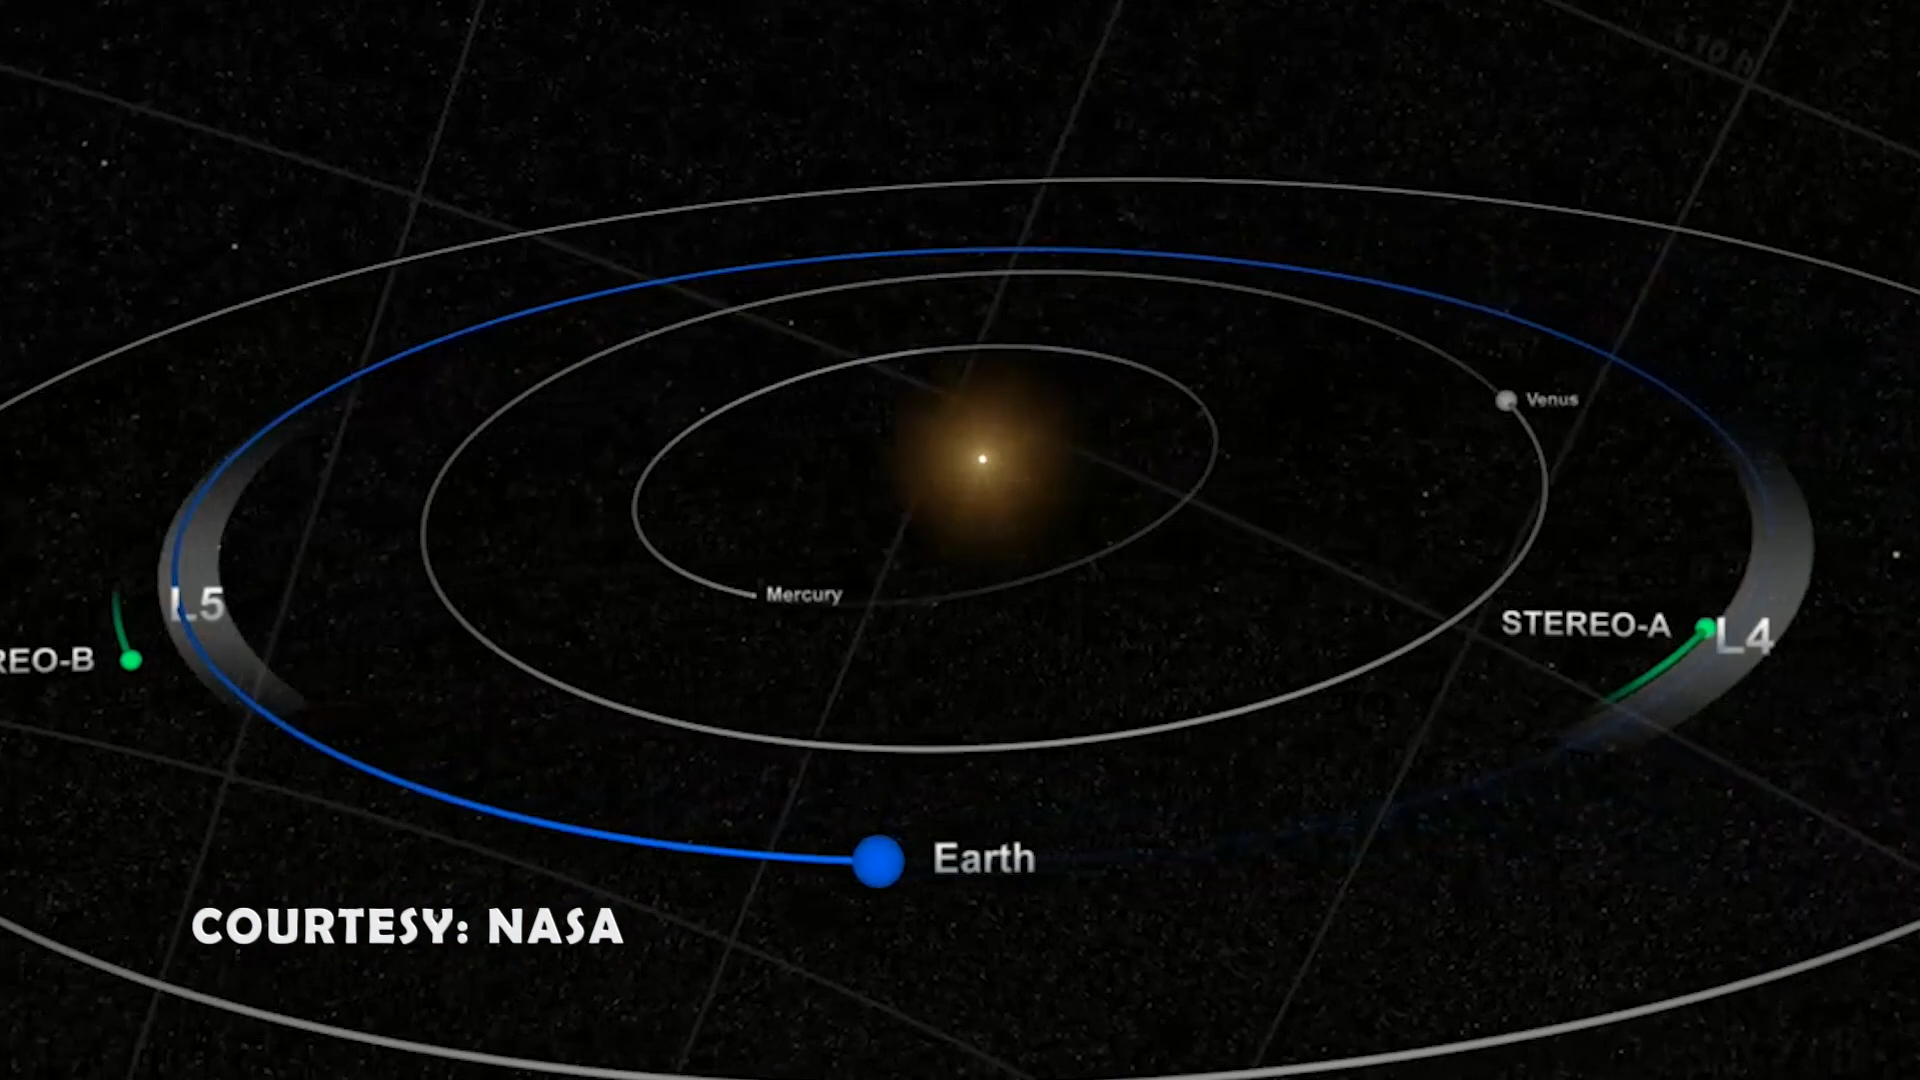 Venus
Mercury
L5
STEREO-A
L4
REO-B
Earth
COURTESY: NASA